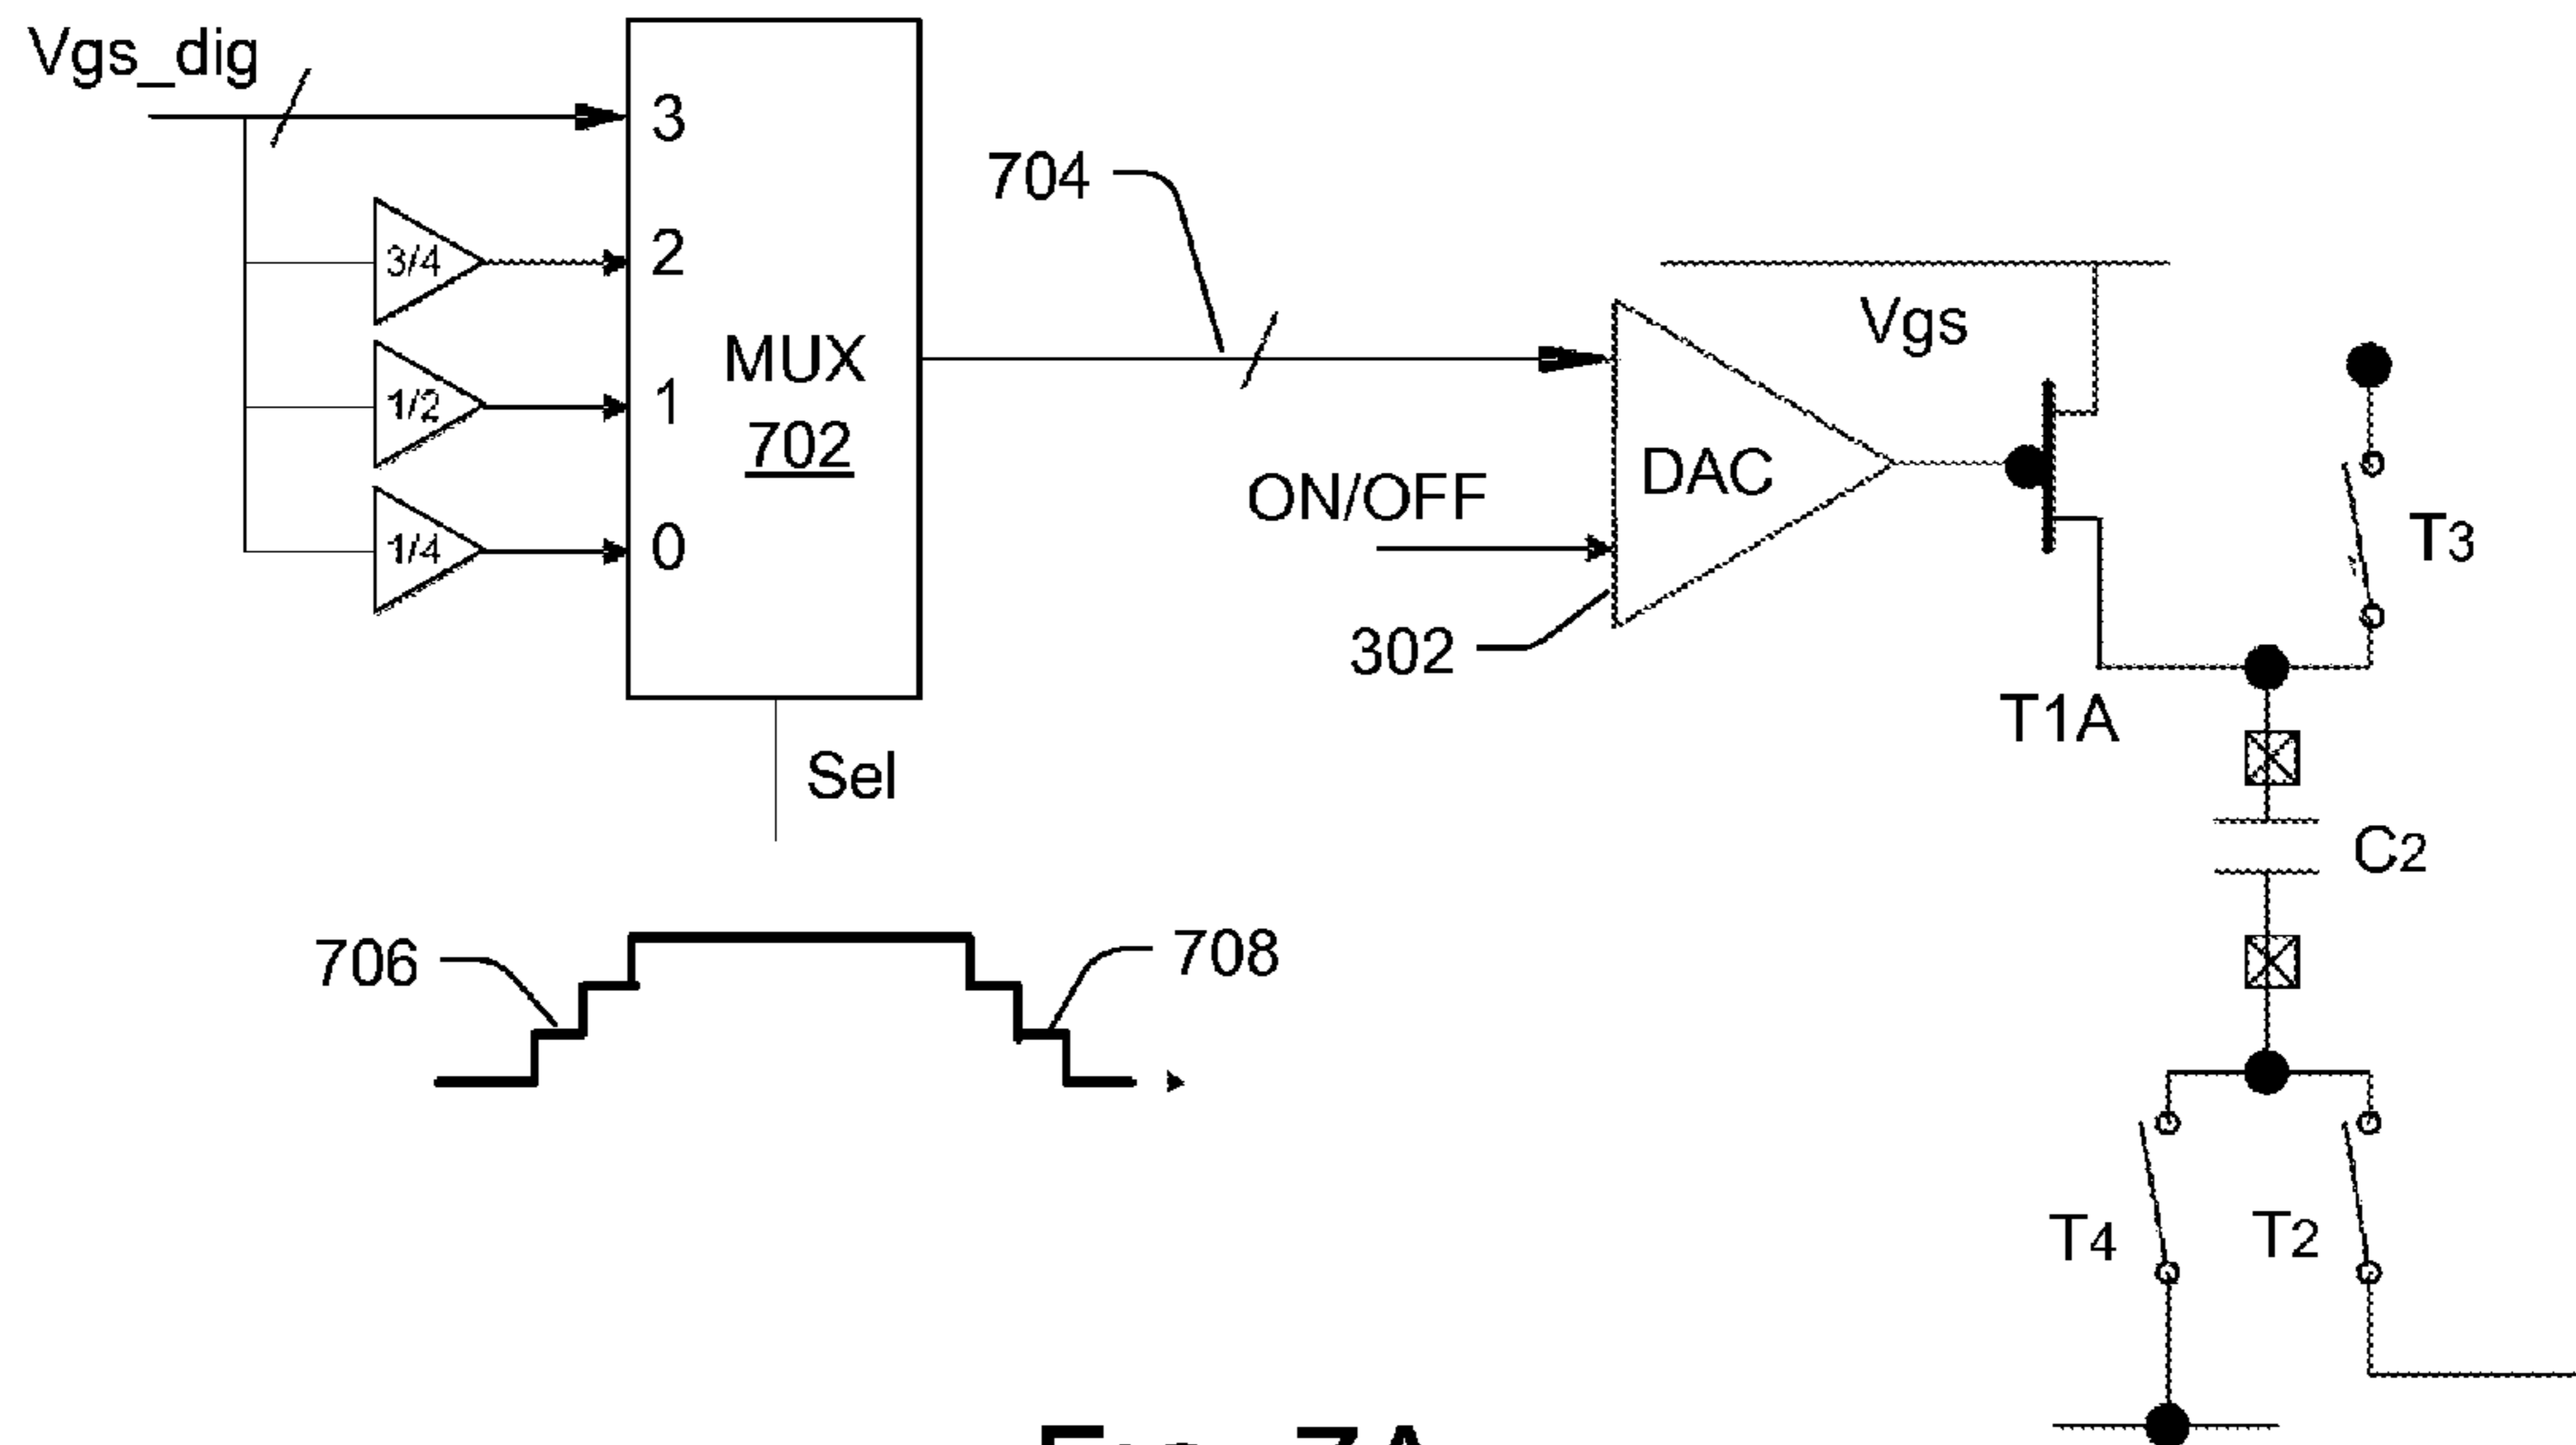 Vgs_dig
3
3/4
2
1/2
1
1/4
0
MUX
702
Sel
704
Vgs
ON/OFF
DAC
302
T3
T1A
C2
706
708
T4
T2